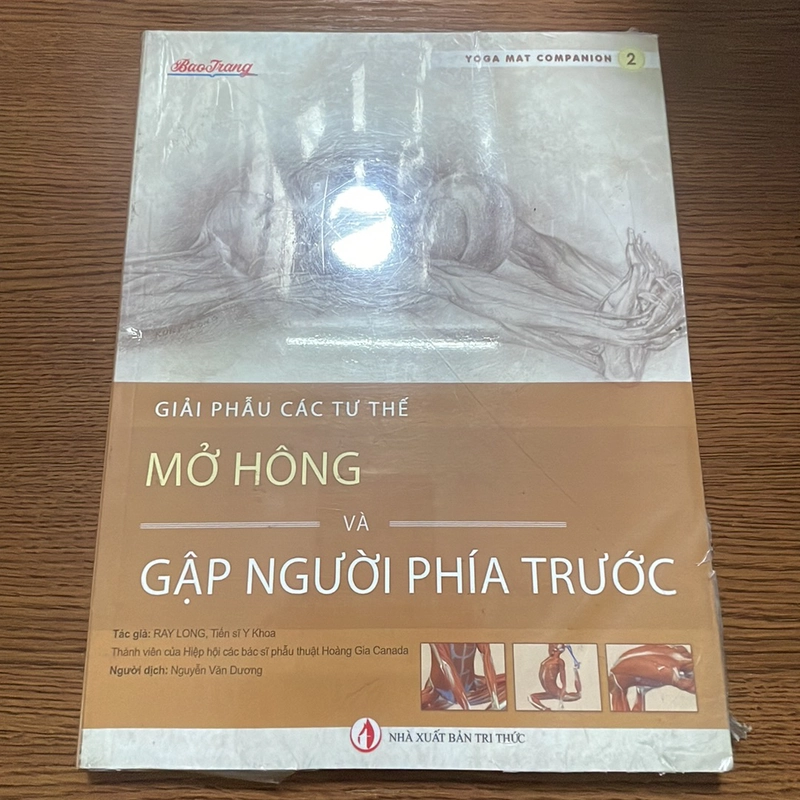 BaoTrang
YOGA MAT COMPANION 2
GIẢI PHẪU CÁC TƯ THẾ
MỞ HÔNG
VÀ
GẬP NGƯỜI PHÍA TRƯỚC
Tác giả: RAY LONG, Tiến sĩ Y Khoa
Thánh viên của Hiệp hội các bác sĩ phẫu thuật Hoàng Gia Canada
Người dịch: Nguyễn Văn Dương
NHÀ XUẤT BẢN TRI THỨC